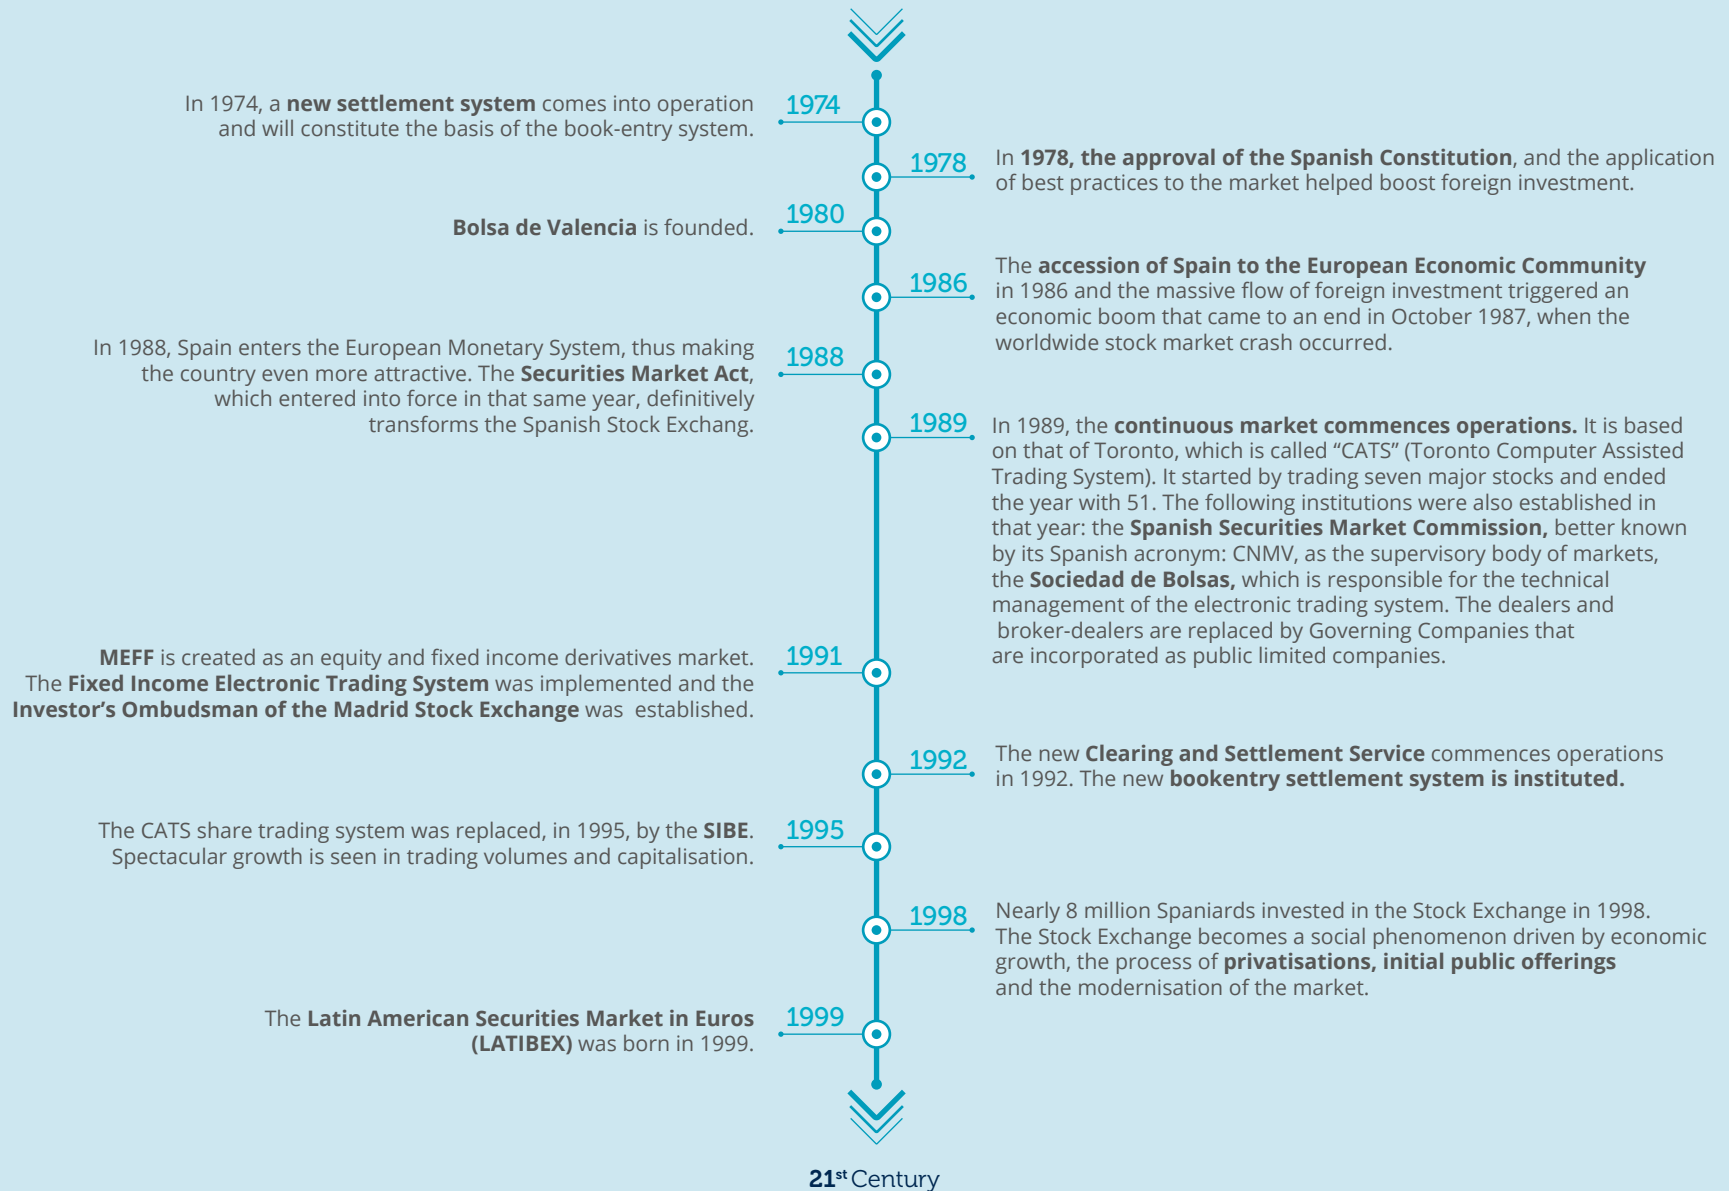 1974
In 1974, a new settlement system comes into operation
and will constitute the basis of the book-entry system.
1978
In 1978, the approval of the Spanish Constitution, and the application
of best practices to the market helped boost foreign investment.
1980
Bolsa de Valencia is founded.
1986
The accession of Spain to the European Economic Community
in 1986 and the massive flow of foreign investment triggered an
economic boom that came to an end in October 1987, when the
worldwide stock market crash occurred.
1988
In 1988, Spain enters the European Monetary System, thus making
the country even more attractive. The Securities Market Act,
which entered into force in that same year, definitively
transforms the Spanish Stock Exchang.
1989
In 1989, the continuous market commences operations. It is based
on that of Toronto, which is called “CATS” (Toronto Computer Assisted
Trading System). It started by trading seven major stocks and ended
the year with 51. The following institutions were also established in
that year: the Spanish Securities Market Commission, better known
by its Spanish acronym: CNMV, as the supervisory body of markets,
the Sociedad de Bolsas, which is responsible for the technical
management of the electronic trading system. The dealers and
broker-dealers are replaced by Governing Companies that
are incorporated as public limited companies.
1991
MEFF is created as an equity and fixed income derivatives market.
The Fixed Income Electronic Trading System was implemented and the
Investor’s Ombudsman of the Madrid Stock Exchange was established.
1992
The new Clearing and Settlement Service commences operations
in 1992. The new bookentry settlement system is instituted.
1995
The CATS share trading system was replaced, in 1995, by the SIBE.
Spectacular growth is seen in trading volumes and capitalisation.
1998
Nearly 8 million Spaniards invested in the Stock Exchange in 1998.
The Stock Exchange becomes a social phenomenon driven by economic
growth, the process of privatisations, initial public offerings
and the modernisation of the market.
1999
The Latin American Securities Market in Euros
(LATIBEX) was born in 1999.
21st Century